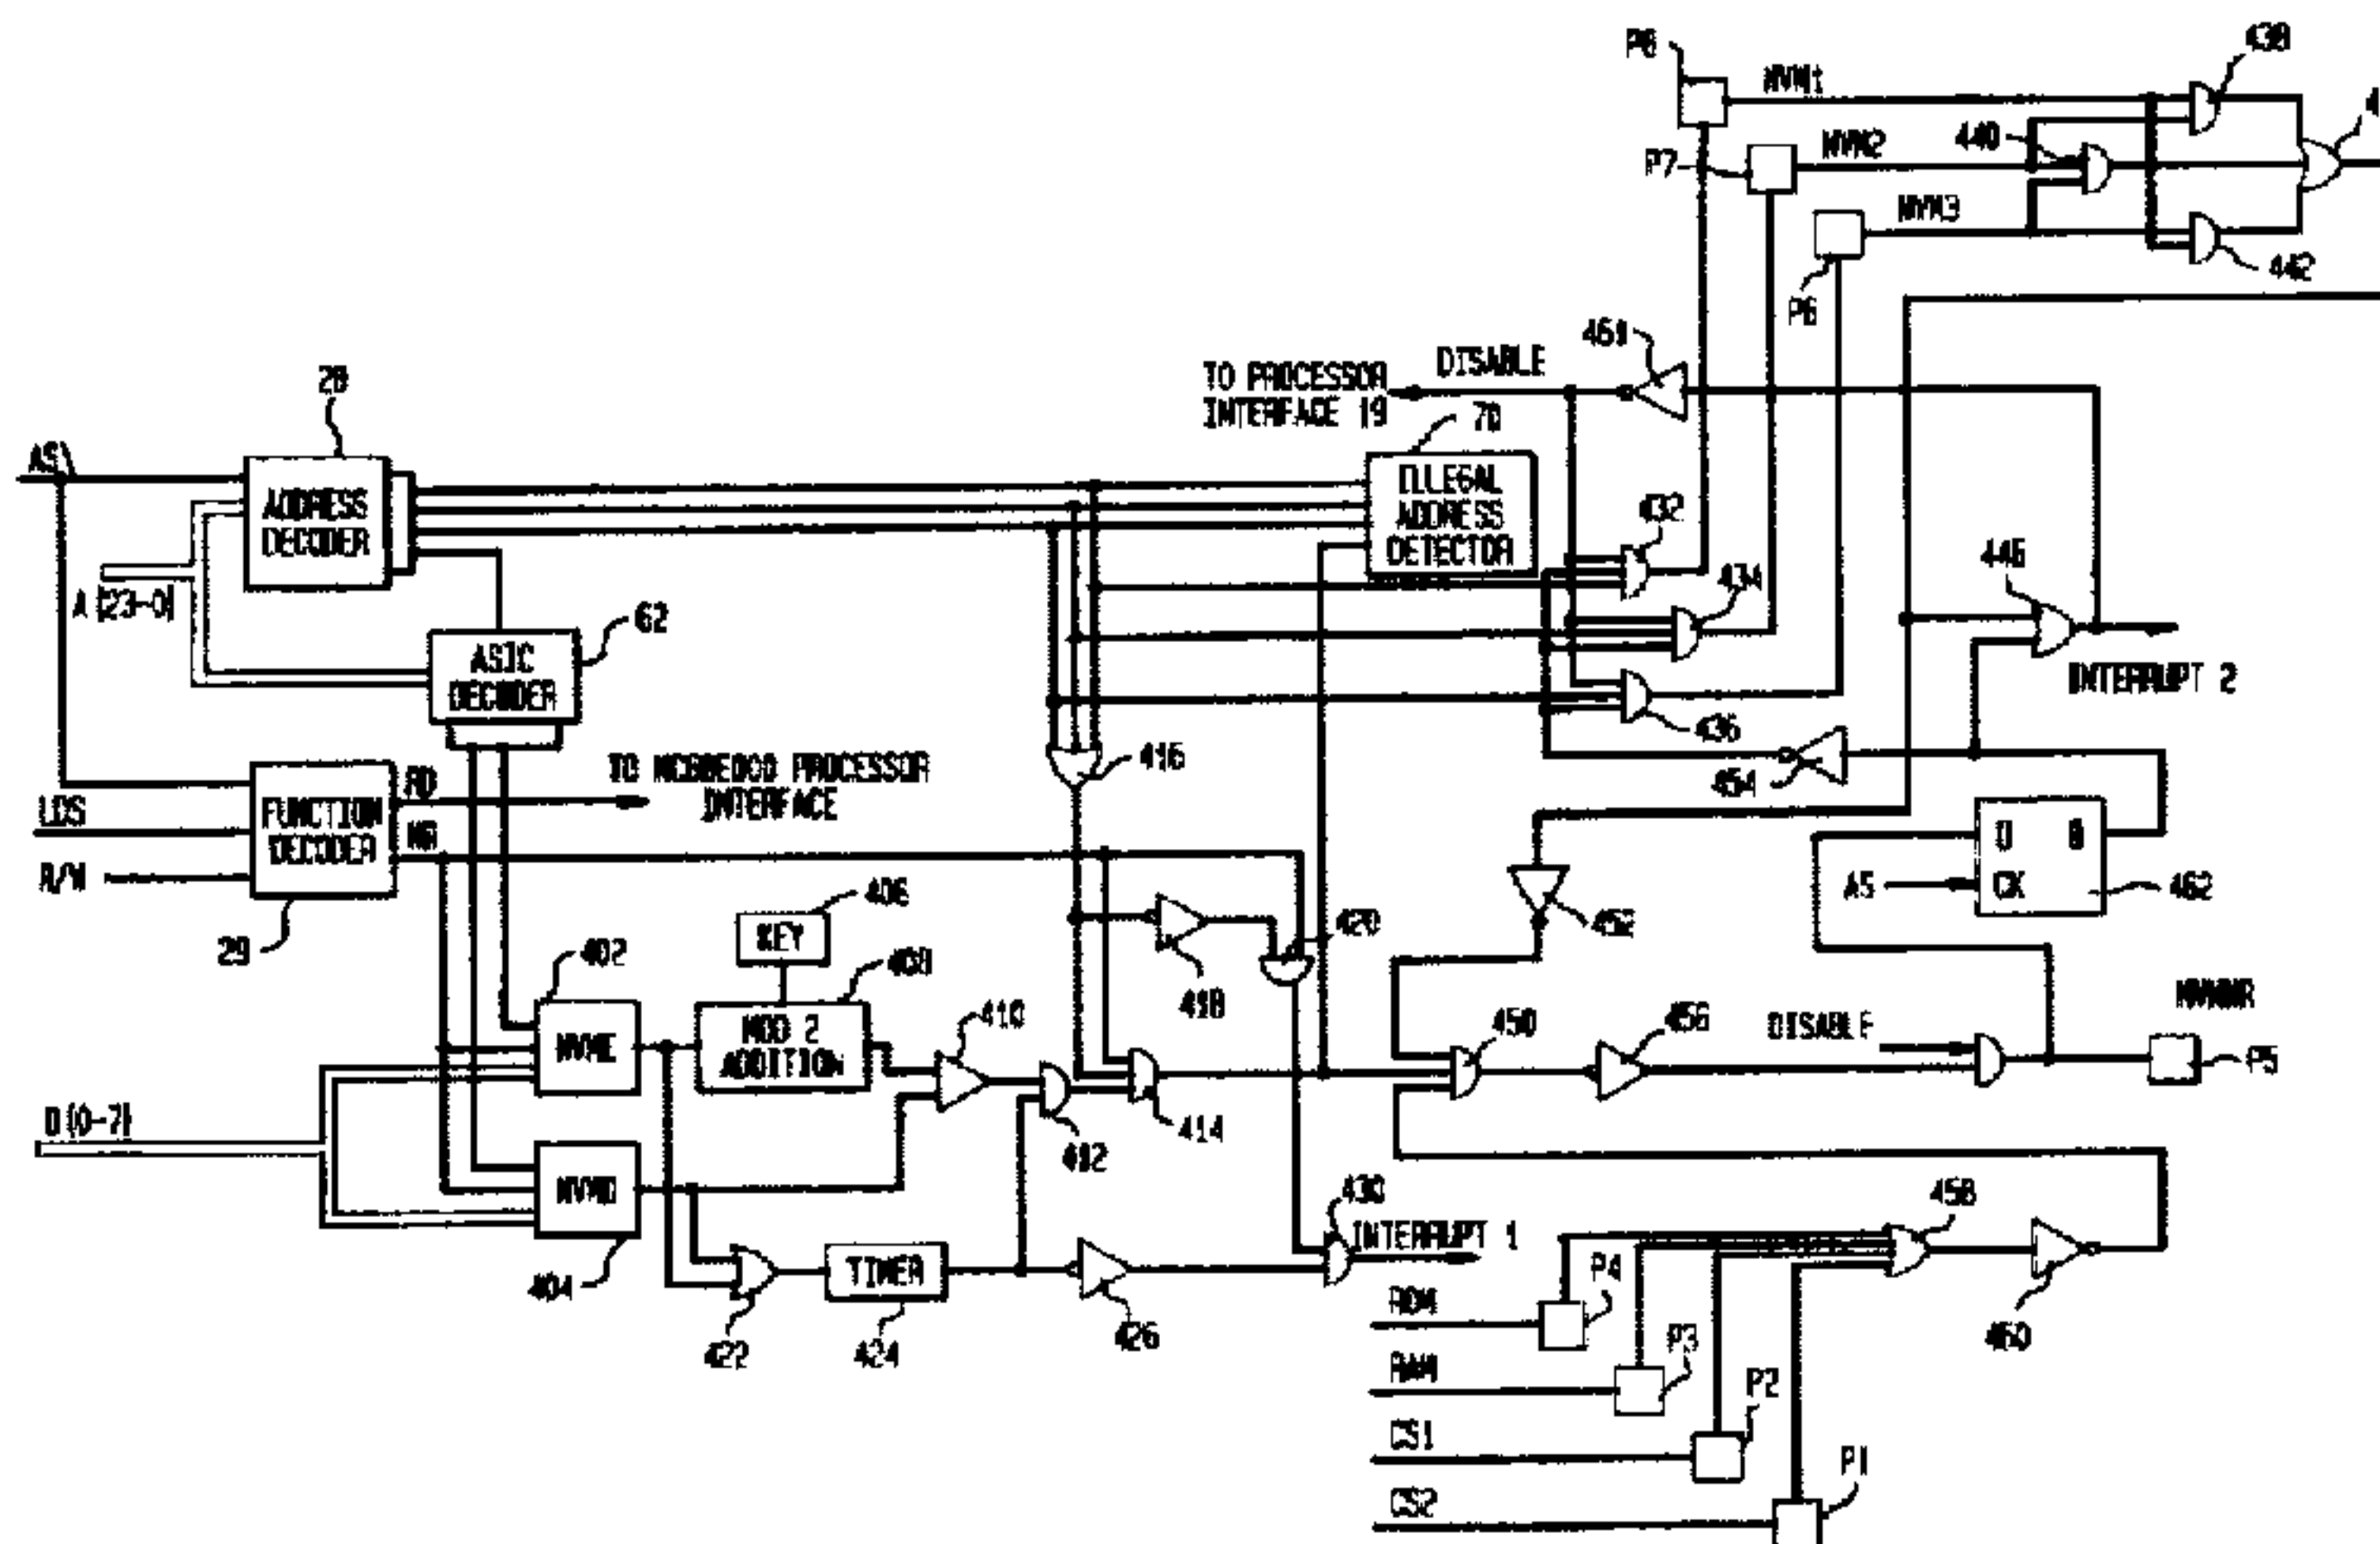 438
P8
NVM1
440
NVM2
P7
NVM3
442
P6
461
DISABLE
TO PROCESSOR
INTERFACE 19
28
70
AS\
ILLEGAL
ADDRESS
DETECTOR
ADDRESS
DECODER
432
434
446
A [23-0]
62
ASIC
DECODER
INTERRUPT 2
436
416
454
RD
LDS
FUNCTION
DECODER
WR
R/W
INTERFACE
D
Q
AS
CK
462
406
KEY
420
452
29
402
408
418
NVMWR
410
450
456
DISABLE
NVME
MOD 2
ADDITION
P5
D (0-7)
414
412
NVMD
430
458
INTERRUPT 1
TIMER
P4
404
ROM
426
P3
460
422
424
RAM
P2
CS1
P1
CS2